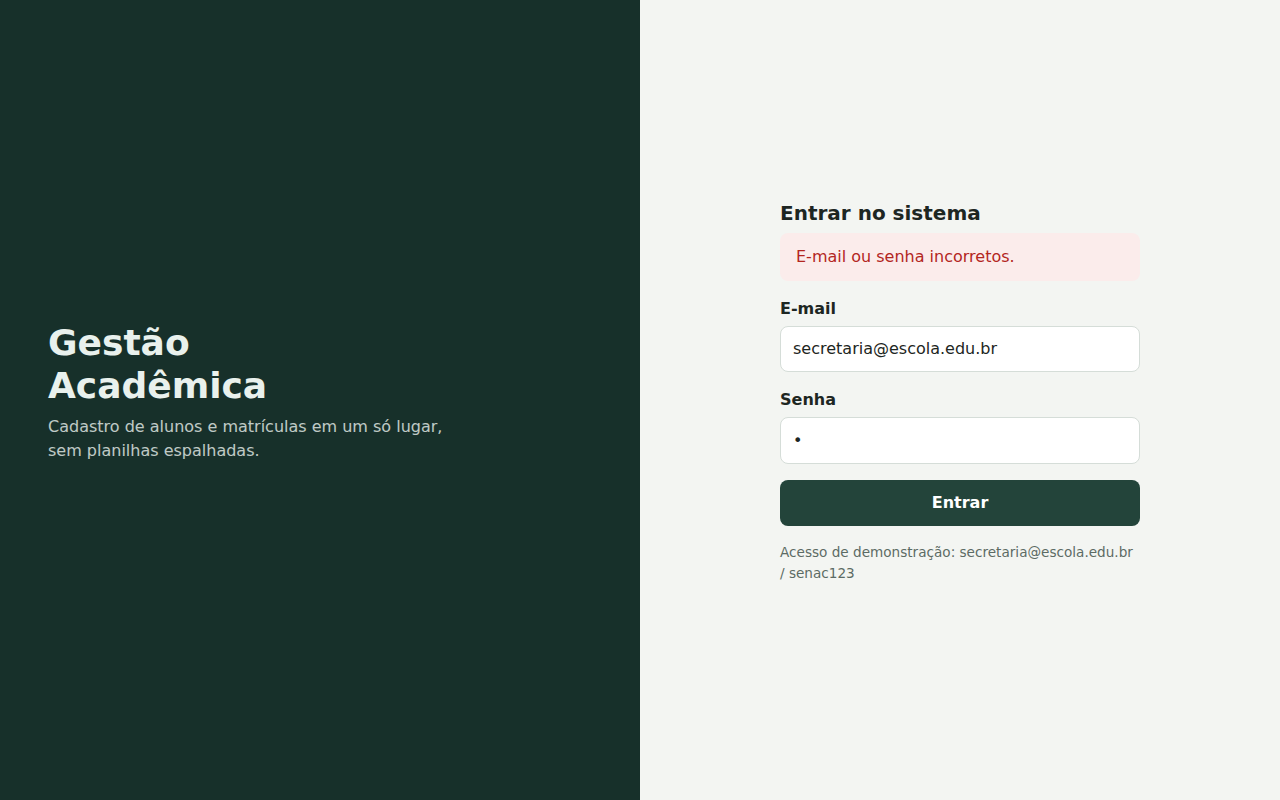 Gestão
Acadêmica
Cadastro de alunos e matrículas em um só lugar,
sem planilhas espalhadas.
Entrar no sistema
E-mail ou senha incorretos.
E-mail
secretaria@escola.edu.br
Senha
•
Entrar
Acesso de demonstração: secretaria@escola.edu.br
/ senac123